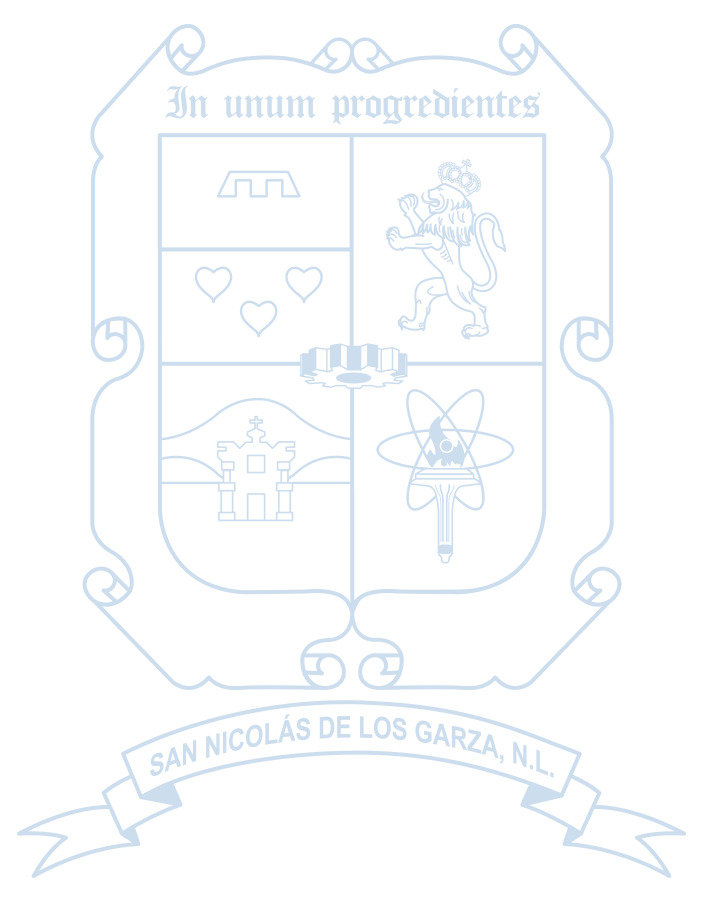 In unum progredientes
SAN NICOLÁS DE LOS GARZA, N.L.